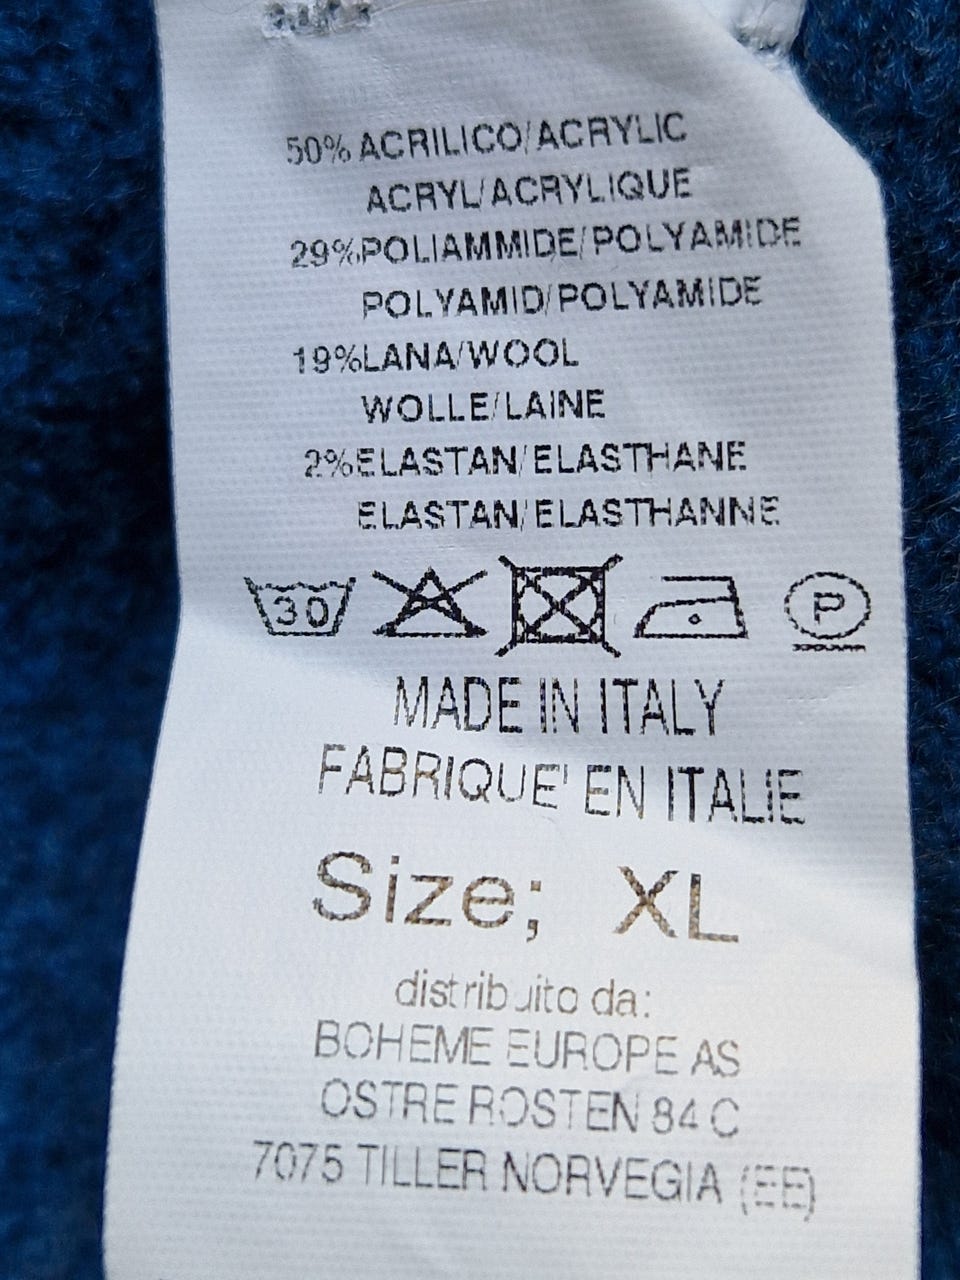 50% ACRILICO/ACRYLIC
ACRYL/ACRYLIQUE
29%POLIAMMIDE/POLYAMIDE
POLYAMID/POLYAMIDE
19%LANA/WOOL
WOLLE/LAINE
2%ELASTAN/ELASTHANE
ELASTAN/ELASTHANNE
30 P
MADE IN ITALY
FABRIQUE' EN ITALIE
Size; XL
distribuito da:
BOHEME EUROPE AS
OSTRE ROSTEN 84 C
7075 TILLER NORVEGIA (EE)